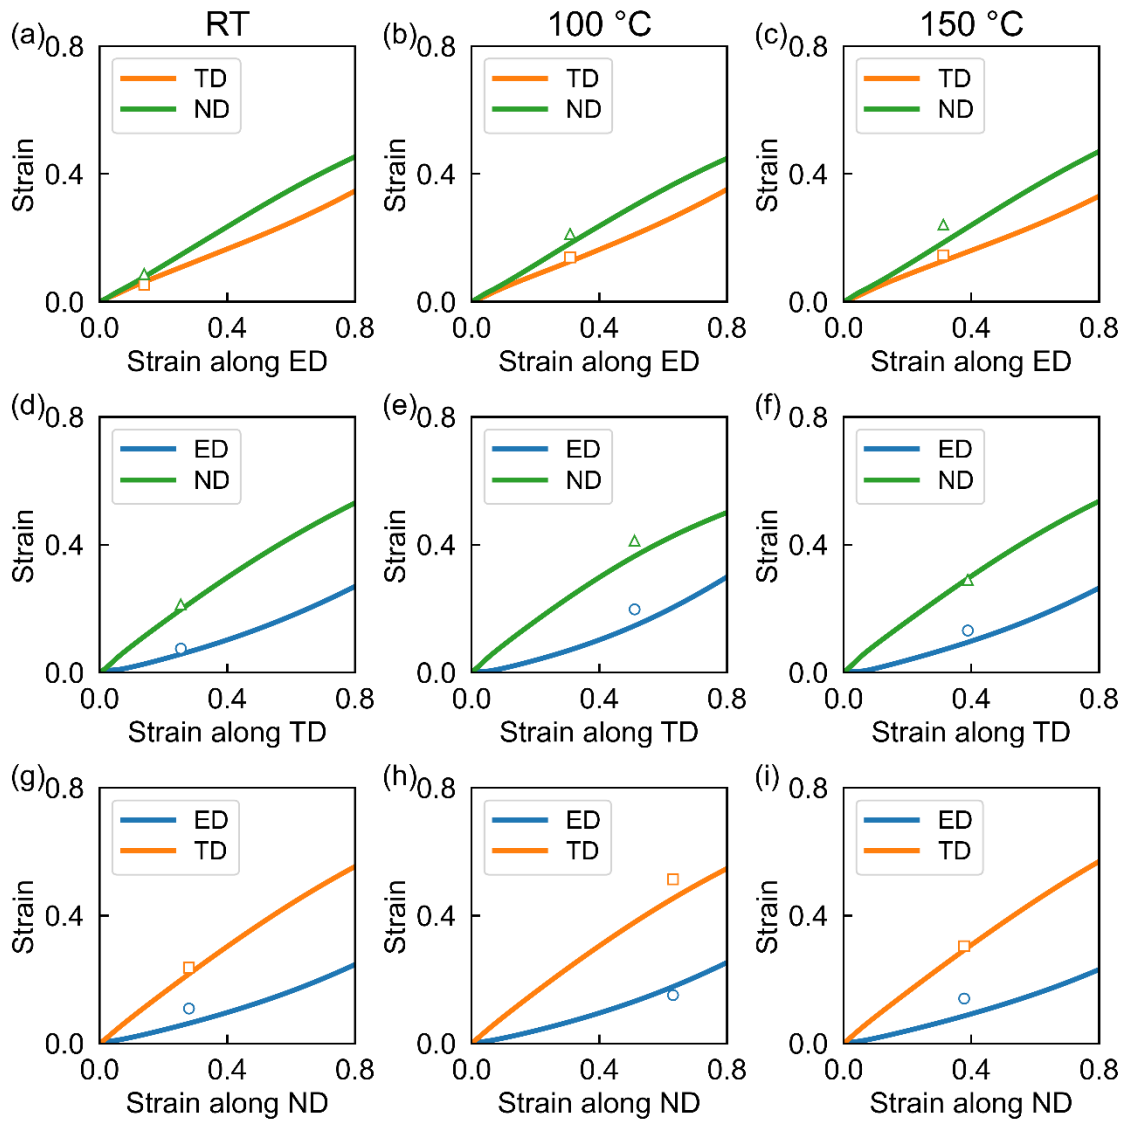 RT
100 °C
150 °C
(a)
0.8
TD
ND
Strain
0.4
0.0
0.0 0.4 0.8
Strain along ED
(b)
0.8
TD
ND
Strain
0.4
0.0
0.0 0.4 0.8
Strain along ED
(c)
0.8
TD
ND
Strain
0.4
0.0
0.0 0.4 0.8
Strain along ED
(d)
0.8
ED
ND
Strain
0.4
0.0
0.0 0.4 0.8
Strain along TD
(e)
0.8
ED
ND
Strain
0.4
0.0
0.0 0.4 0.8
Strain along TD
(f)
0.8
ED
ND
Strain
0.4
0.0
0.0 0.4 0.8
Strain along TD
(g)
0.8
ED
TD
Strain
0.4
0.0
0.0 0.4 0.8
Strain along ND
(h)
0.8
ED
TD
Strain
0.4
0.0
0.0 0.4 0.8
Strain along ND
(i)
0.8
ED
TD
Strain
0.4
0.0
0.0 0.4 0.8
Strain along ND